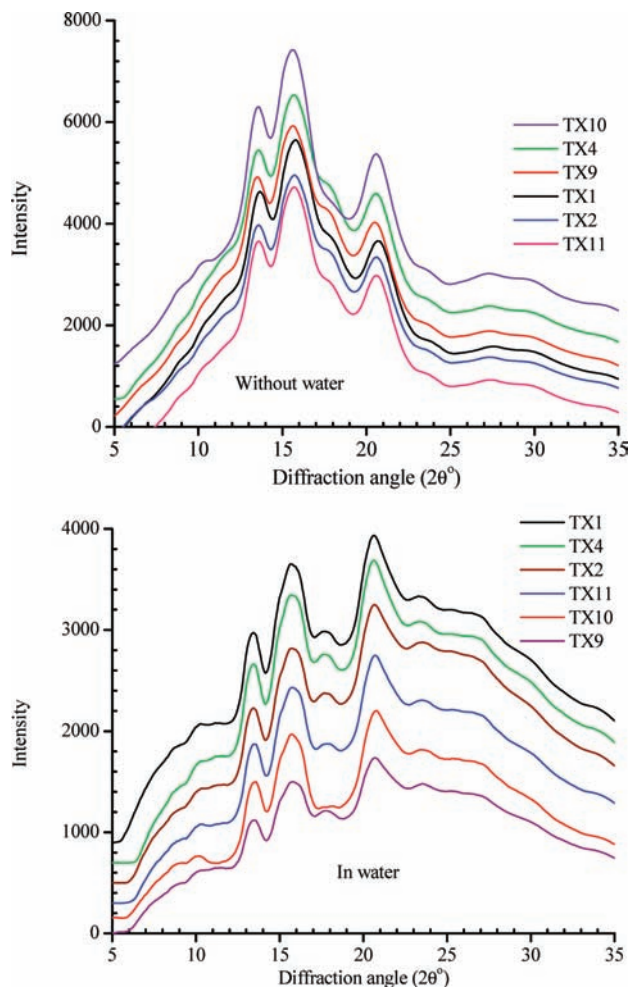 8000
6000
4000
2000
0
Intensity
TX10
TX4
TX9
TX1
TX2
TX11
Without water
5
10
15
20
25
30
35
Diffraction angle (2θ°)
4000
3000
2000
1000
0
Intensity
TX1
TX4
TX2
TX11
TX10
TX9
In water
5
10
15
20
25
30
35
Diffraction angle (2θ°)